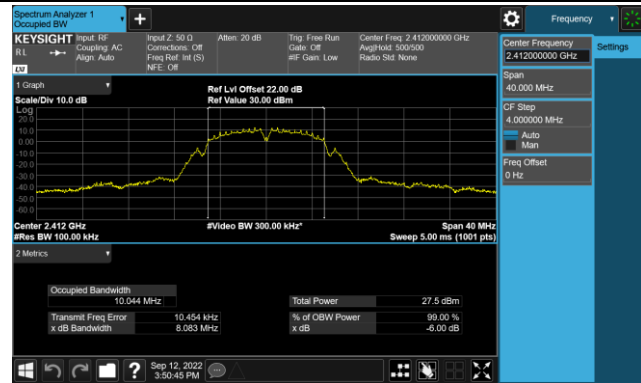 Spectrum Analyzer 1
Occupied BW
Frequency
KEYSIGHT
Input: RF
Coupling: AC
Align: Auto
Input Z: 50 Ω
Corrections: Off
Freq Ref: Int (S)
NFE: Off
Atten: 20 dB
Trig: Free Run
Gate: Off
#IF Gain: Low
Center Freq: 2.412000000 GHz
Avg|Hold: 500/500
Radio Std: None
RL
LXI
Center Frequency
2.412000000 GHz
Settings
Span
40.000 MHz
CF Step
4.000000 MHz
Auto
Man
Freq Offset
0 Hz
1 Graph
Scale/Div 10.0 dB
Ref Lvl Offset 22.00 dB
Ref Value 30.00 dBm
Log
20.0
10.0
0.00
-10.0
-20.0
-30.0
-40.0
-50.0
-60.0
Center 2.412 GHz
#Res BW 100.00 kHz
#Video BW 300.00 kHz*
Span 40 MHz
Sweep 5.00 ms (1001 pts)
2 Metrics
Occupied Bandwidth
10.044 MHz
Total Power 27.5 dBm
Transmit Freq Error 10.454 kHz
% of OBW Power 99.00 %
x dB Bandwidth 8.083 MHz
x dB -6.00 dB
Sep 12, 2022
3:50:45 PM